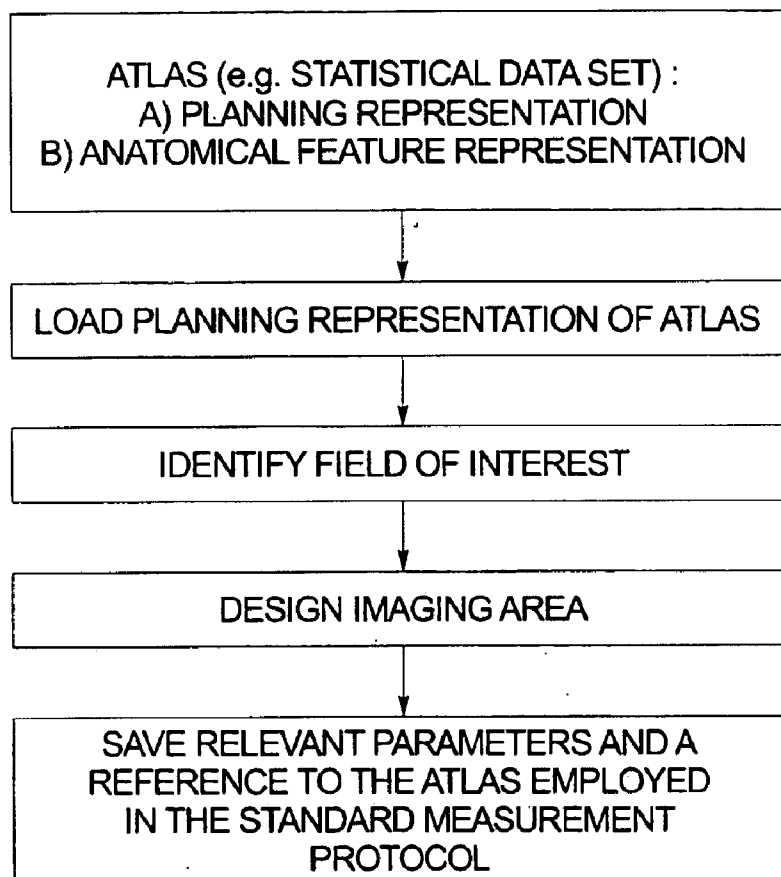 ATLAS (e.g. STATISTICAL DATA SET) :
A) PLANNING REPRESENTATION
B) ANATOMICAL FEATURE REPRESENTATION
LOAD PLANNING REPRESENTATION OF ATLAS
IDENTIFY FIELD OF INTEREST
DESIGN IMAGING AREA
SAVE RELEVANT PARAMETERS AND A
REFERENCE TO THE ATLAS EMPLOYED
IN THE STANDARD MEASUREMENT
PROTOCOL